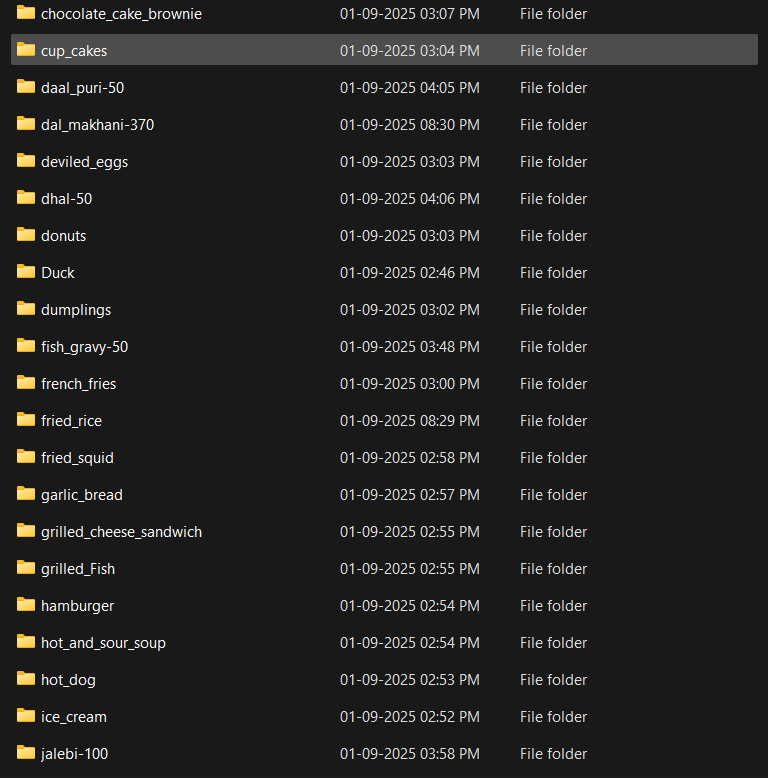 chocolate_cake_brownie 01-09-2025 03:07 PM File folder
cup_cakes 01-09-2025 03:04 PM File folder
daal_puri-50 01-09-2025 04:05 PM File folder
dal_makhani-370 01-09-2025 08:30 PM File folder
deviled_eggs 01-09-2025 03:03 PM File folder
dhal-50 01-09-2025 04:06 PM File folder
donuts 01-09-2025 03:03 PM File folder
Duck 01-09-2025 02:46 PM File folder
dumplings 01-09-2025 03:02 PM File folder
fish_gravy-50 01-09-2025 03:48 PM File folder
french_fries 01-09-2025 03:00 PM File folder
fried_rice 01-09-2025 08:29 PM File folder
fried_squid 01-09-2025 02:58 PM File folder
garlic_bread 01-09-2025 02:57 PM File folder
grilled_cheese_sandwich 01-09-2025 02:55 PM File folder
grilled_Fish 01-09-2025 02:55 PM File folder
hamburger 01-09-2025 02:54 PM File folder
hot_and_sour_soup 01-09-2025 02:54 PM File folder
hot_dog 01-09-2025 02:53 PM File folder
ice_cream 01-09-2025 02:52 PM File folder
jalebi-100 01-09-2025 03:58 PM File folder